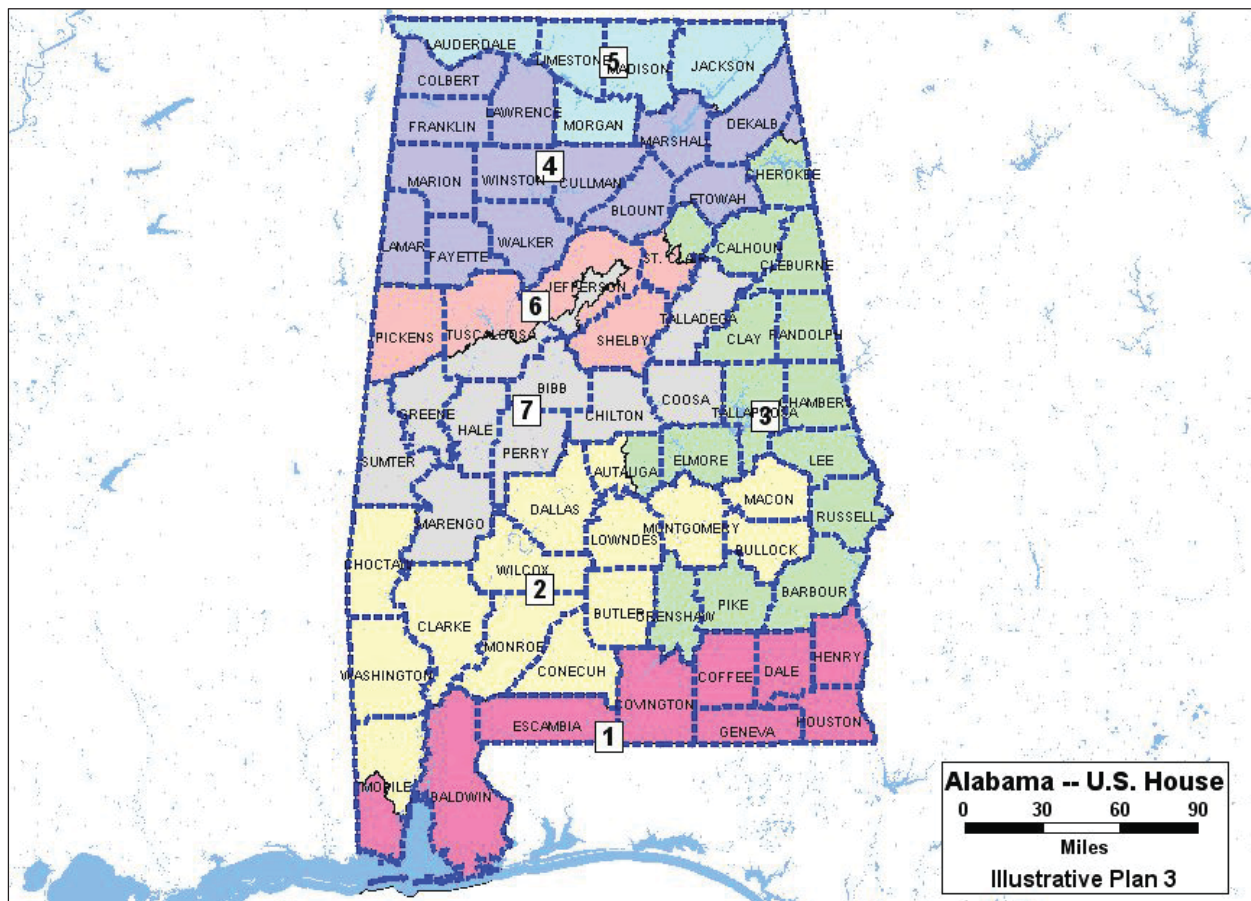 LAUDERDALE
LIMESTONE
5
MADISON
JACKSON
COLBERT
LAWRENCE
FRANKLIN
MORGAN
MARSHALL
DEKALB
4
MARION
WINSTON
CULLMAN
CHEROKEE
BLOUNT
ETOWAH
LAMAR
FAYETTE
WALKER
CALHOUN
ST. CLAIR
CLEBURNE
JEFFERSON
6
PICKENS
TUSCALOOSA
TALLADEGA
SHELBY
CLAY
RANDOLPH
BIBB
7
GREENE
HALE
CHILTON
COOSA
TALLAPOOSA
3
CHAMBERS
SUMTER
PERRY
AUTAUGA
ELMORE
LEE
MARENGO
DALLAS
MACON
MONTGOMERY
RUSSELL
LOWNDES
BULLOCK
CHOCTAW
WILCOX
2
BUTLER
CRENSHAW
PIKE
BARBOUR
CLARKE
MONROE
CONECUH
WASHINGTON
COFFEE
DALE
HENRY
COVINGTON
ESCAMBIA
1
GENEVA
HOUSTON
MOBILE
BALDWIN
Alabama -- U.S. House
0 30 60 90
Miles
Illustrative Plan 3